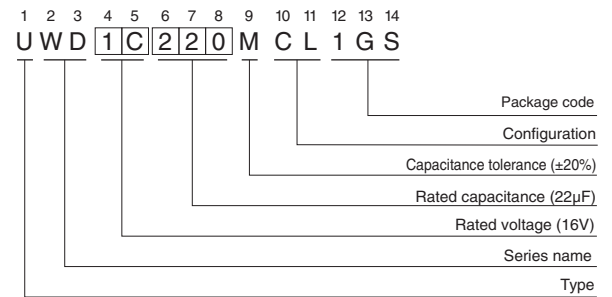 1 2 3 4 5 6 7 8 9 10 11 12 13 14
U W D 1 C 2 2 0 M C L 1 G S
Package code
Configuration
Capacitance tolerance (±20%)
Rated capacitance (22µF)
Rated voltage (16V)
Series name
Type